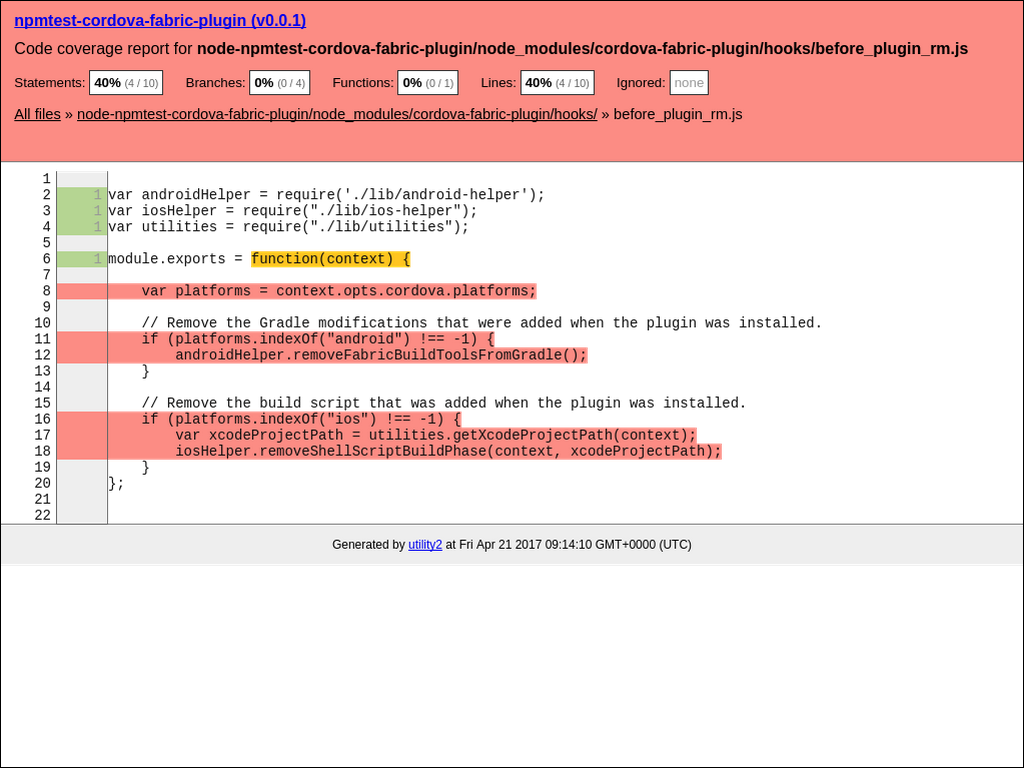 npmtest-cordova-fabric-plugin (v0.0.1)
Code coverage report for node-npmtest-cordova-fabric-plugin/node_modules/cordova-fabric-plugin/hooks/before_plugin_rm.js
Statements: 40% (4 / 10) Branches: 0% (0 / 4) Functions: 0% (0 / 1) Lines: 40% (4 / 10) Ignored: none
All files » node-npmtest-cordova-fabric-plugin/node_modules/cordova-fabric-plugin/hooks/ » before_plugin_rm.js
1
2 1 var androidHelper = require('./lib/android-helper');
3 1 var iosHelper = require("./lib/ios-helper");
4 1 var utilities = require("./lib/utilities");
5
6 1 module.exports = function(context) {
7
8     var platforms = context.opts.cordova.platforms;
9
10     // Remove the Gradle modifications that were added when the plugin was installed.
11     if (platforms.indexOf("android") !== -1) {
12         androidHelper.removeFabricBuildToolsFromGradle();
13     }
14
15     // Remove the build script that was added when the plugin was installed.
16     if (platforms.indexOf("ios") !== -1) {
17         var xcodeProjectPath = utilities.getXcodeProjectPath(context);
18         iosHelper.removeShellScriptBuildPhase(context, xcodeProjectPath);
19     }
20 };
21
22
Generated by utility2 at Fri Apr 21 2017 09:14:10 GMT+0000 (UTC)